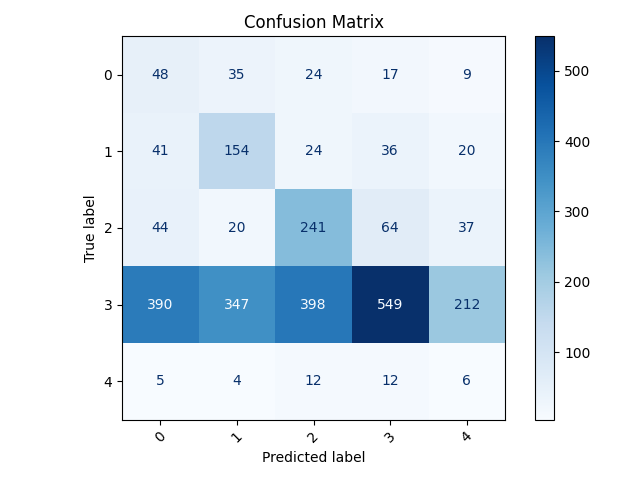 Confusion Matrix
0 48 35 24 17 9
1 41 154 24 36 20
2 44 20 241 64 37
3 390 347 398 549 212
4 5 4 12 12 6
0 1 2 3 4
Predicted label
True label
500
400
300
200
100